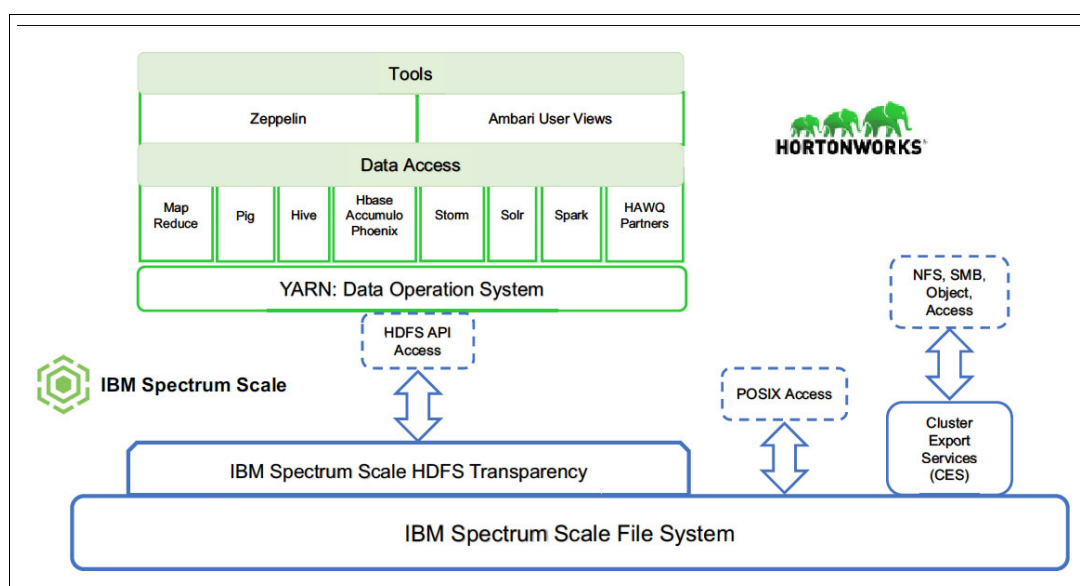 Tools
Zeppelin
Ambari User Views
HORTONWORKS
Data Access
Map
Reduce
Pig
Hive
Hbase
Accumulo
Phoenix
Storm
Solr
Spark
HAWQ
Partners
YARN: Data Operation System
NFS, SMB,
Object,
Access
HDFS API
Access
IBM Spectrum Scale
POSIX Access
Cluster
Export
Services
(CES)
IBM Spectrum Scale HDFS Transparency
IBM Spectrum Scale File System